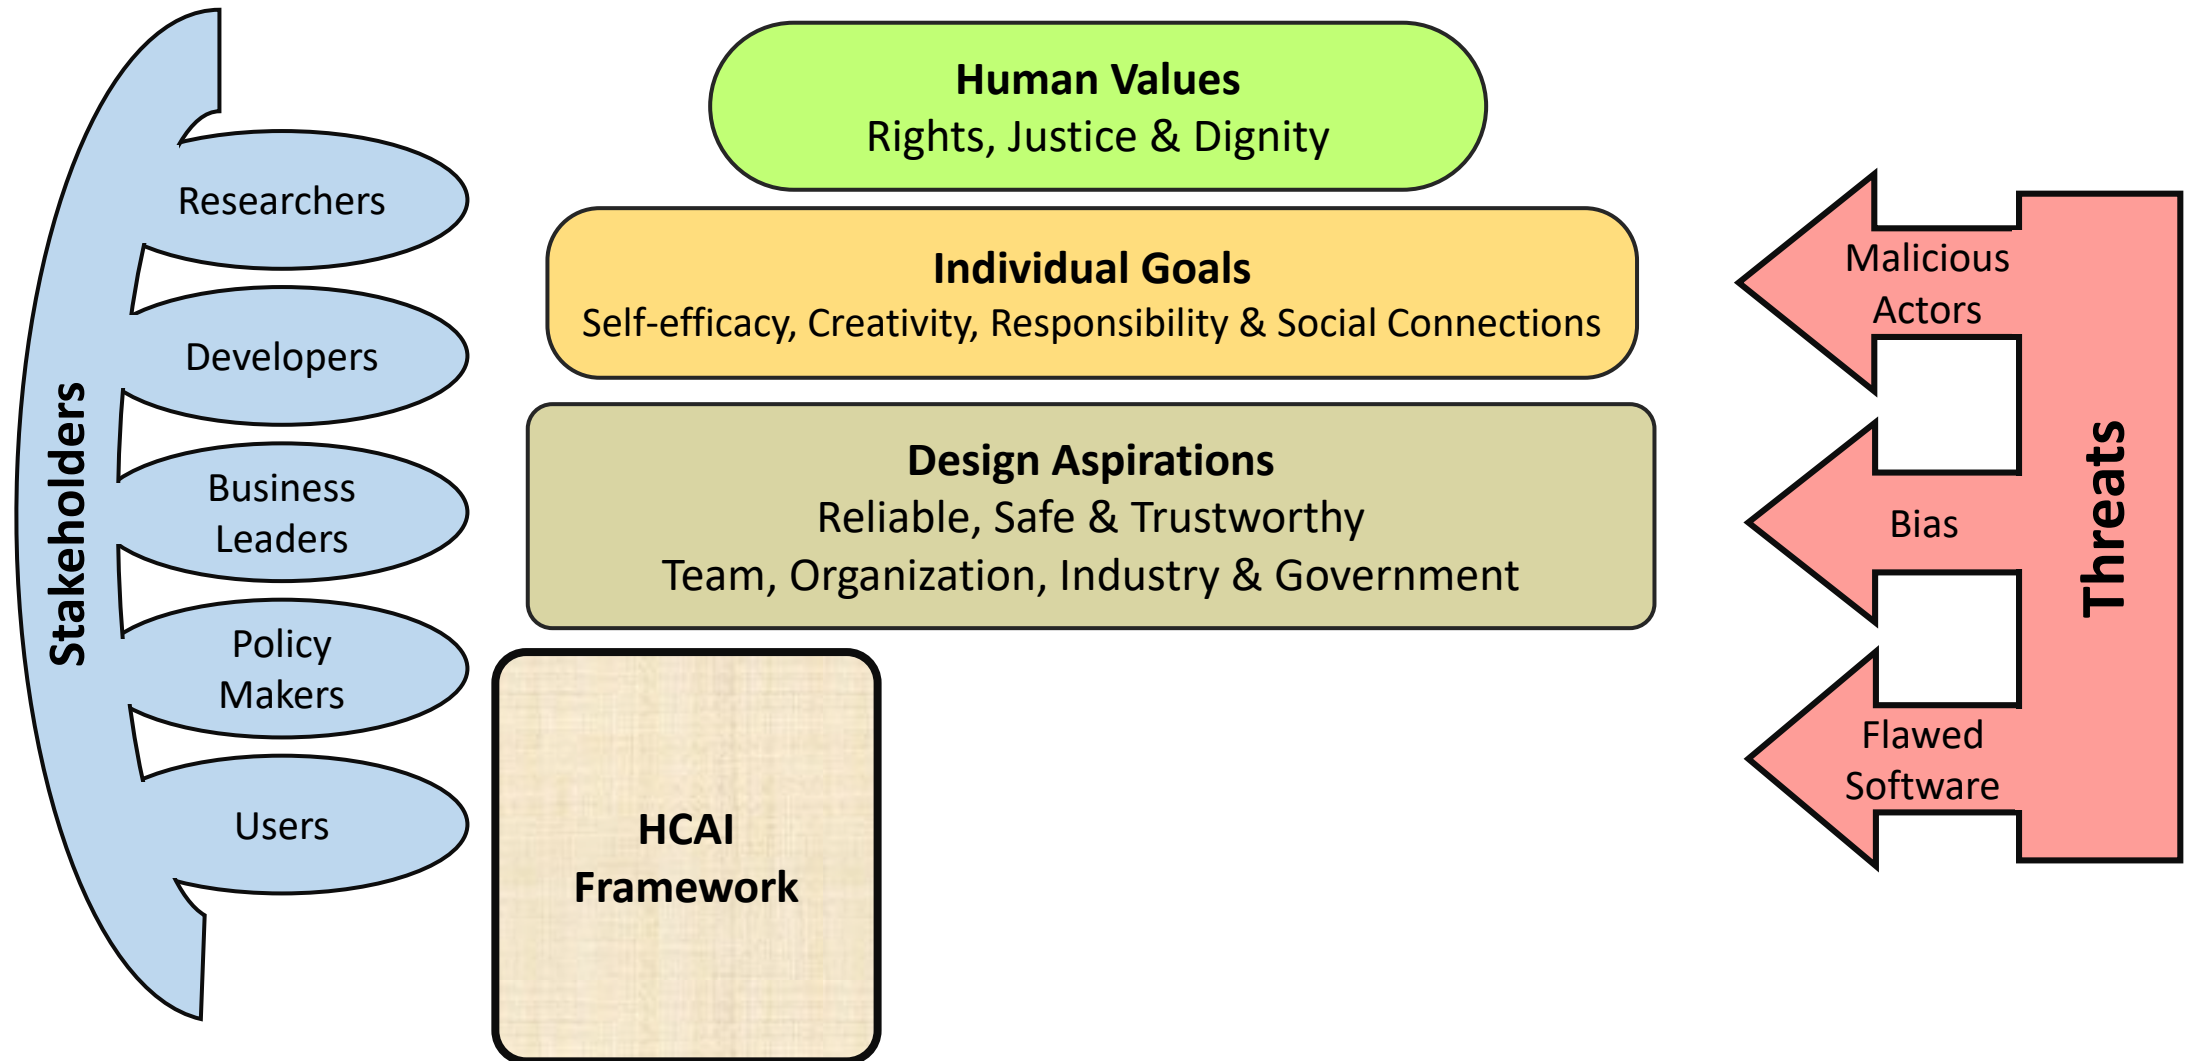 Stakeholders
Researchers
Developers
Business
Leaders
Policy
Makers
Users
Human Values
Rights, Justice & Dignity
Individual Goals
Self-efficacy, Creativity, Responsibility & Social Connections
Design Aspirations
Reliable, Safe & Trustworthy
Team, Organization, Industry & Government
HCAI
Framework
Malicious
Actors
Bias
Flawed
Software
Threats